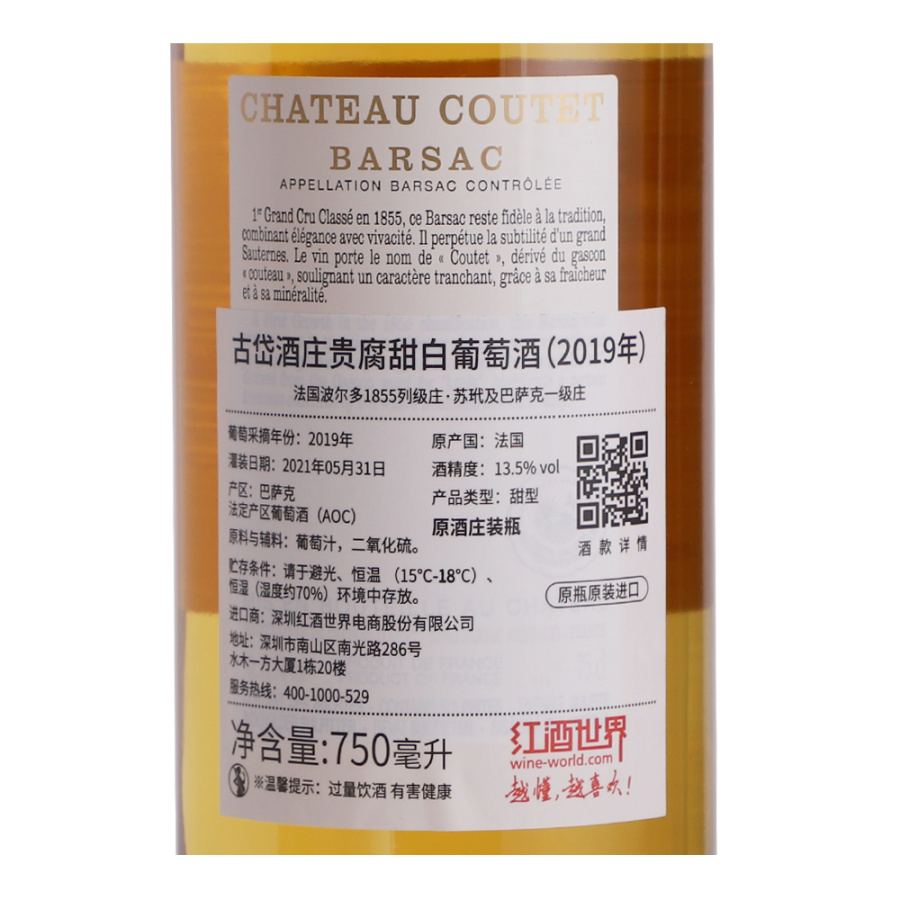 CHATEAU COUTET
BARSAC
APPELLATION BARSAC CONTRÔLÉE
1er Grand Cru Classé en 1855, ce Barsac reste fidèle à la tradition,
combinant élégance avec vivacité. Il perpétue la subtilité d'un grand
Sauternes. Le vin porte le nom de « Coutet », dérivé du gascon
« couteau », soulignant un caractère tranchant, grâce à sa fraîcheur
et à sa minéralité.
古岱酒庄贵腐甜白葡萄酒(2019年)
法国波尔多1855列级庄·苏玳及巴萨克一级庄
葡萄采摘年份：2019年
灌装日期：2021年05月31日
产区：巴萨克
法定产区葡萄酒（AOC）
原料与辅料：葡萄汁，二氧化硫。
原产国：法国
酒精度：13.5% vol
产品类型：甜型
原酒庄装瓶
酒款详情
贮存条件：请于避光、恒温（15°C-18°C）、
恒湿（湿度约70%）环境中存放。
原瓶原装进口
进口商：深圳红酒世界电商股份有限公司
地址：深圳市南山区南光路286号
水木一方大厦1栋20楼
服务热线：400-1000-529
净含量:750毫升
※温馨提示：过量饮酒 有害健康
红酒世界
wine-world.com
越懂,越喜欢!